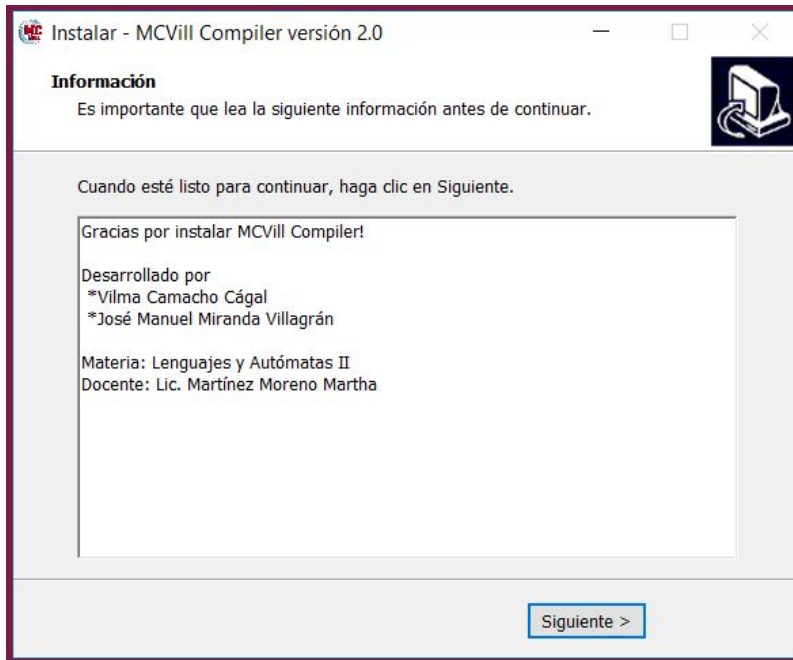 Instalar - MCVill Compiler versión 2.0
Información
Es importante que lea la siguiente información antes de continuar.
Cuando esté listo para continuar, haga clic en Siguiente.
Gracias por instalar MCVill Compiler!
Desarrollado por
*Vilma Camacho Cágal
*José Manuel Miranda Villagrán
Materia: Lenguajes y Autómatas II
Docente: Lic. Martínez Moreno Martha
Siguiente >